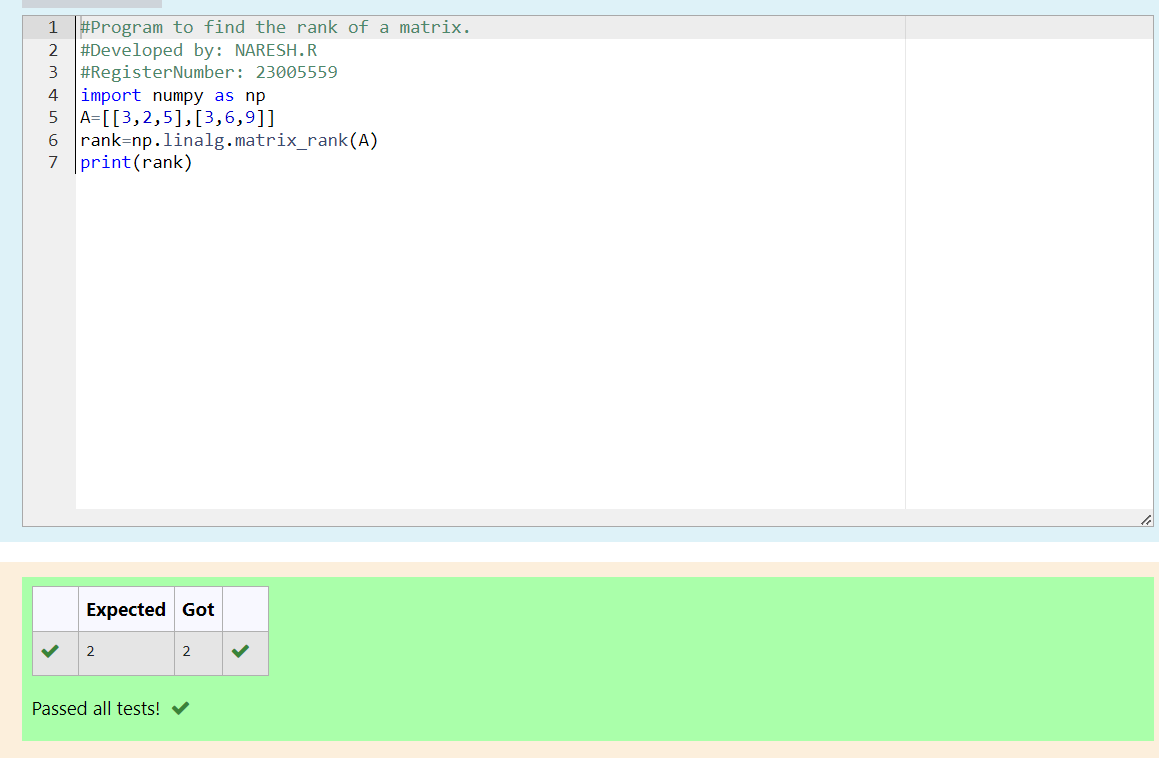 1 #Program to find the rank of a matrix.
2 #Developed by: NARESH.R
3 #RegisterNumber: 23005559
4 import numpy as np
5 A=[[3,2,5],[3,6,9]]
6 rank=np.linalg.matrix_rank(A)
7 print(rank)
Expected Got
2 2
Passed all tests!